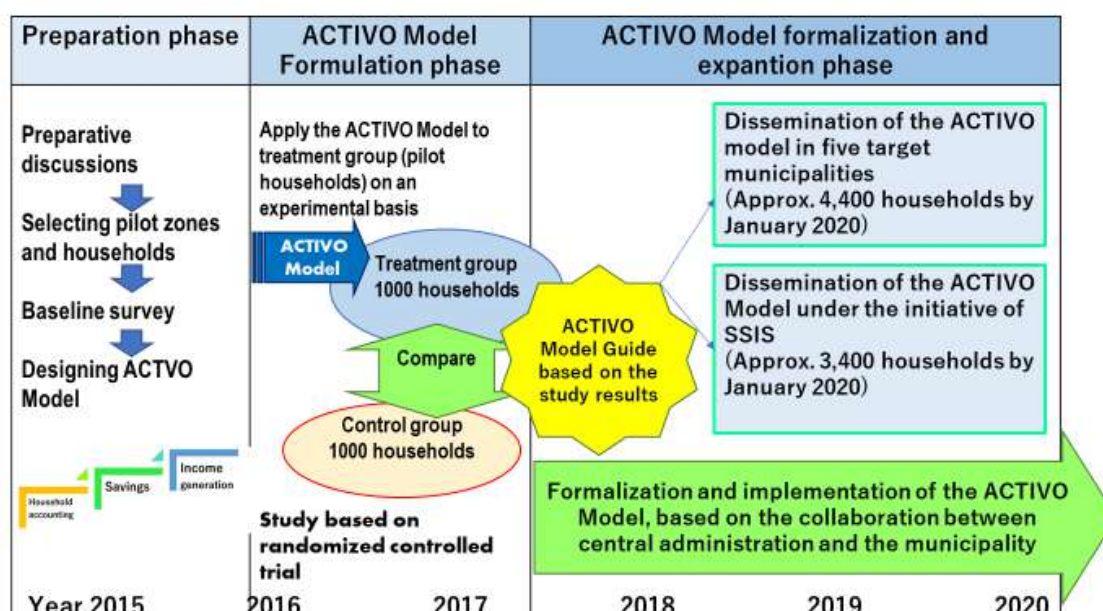 Preparation phase
ACTIVO Model
Formulation phase
ACTIVO Model formalization and
expantion phase
Preparative
discussions
Selecting pilot zones
and households
Baseline survey
Designing ACTVO
Model
Household
accounting
Savings
Income
generation
Apply the ACTIVO Model to
treatment group (pilot
households) on an
experimental basis
ACTIVO
Model
Treatment group
1000 households
Compare
Control group
1000 households
Study based on
randomized controlled
trial
ACTIVO
Model Guide
based on the
study results
Dissemination of the ACTIVO
model in five target
municipalities
(Approx. 4,400 households by
January 2020)
Dissemination of the ACTIVO
Model under the initiative of
SSIS
(Approx. 3,400 households by
January 2020)
Formalization and implementation of the ACTIVO
Model, based on the collaboration between
central administration and the municipality
Year 2015 2016 2017 2018 2019 2020